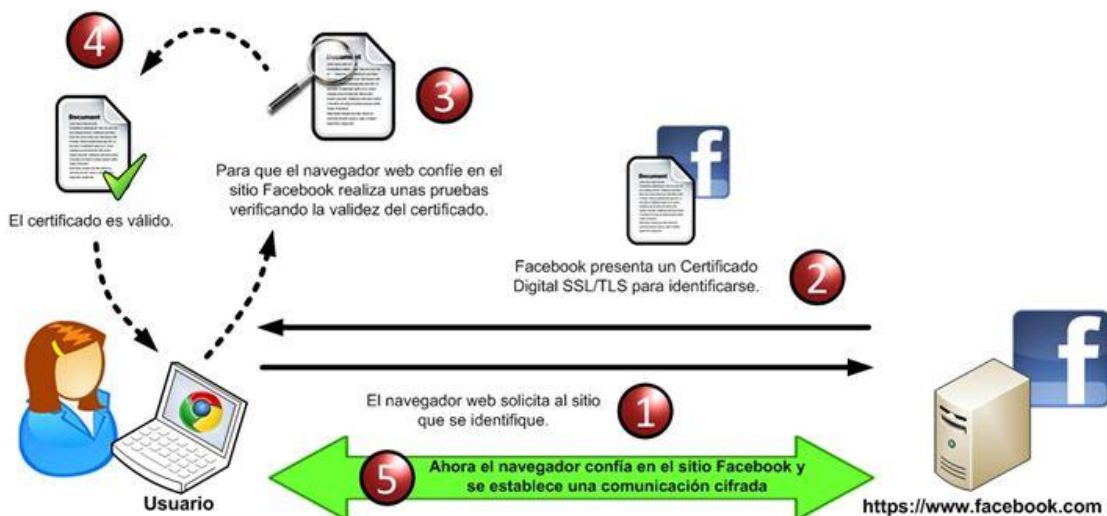 4
Document
3
Document
Para que el navegador web confíe en el
sitio Facebook realiza unas pruebas
verificando la validez del certificado.
El certificado es válido.
f
Facebook presenta un Certificado
Digital SSL/TLS para identificarse.
2
f
El navegador web solicita al sitio
que se identifique.
1
5
Ahora el navegador confía en el sitio Facebook y
se establece una comunicación cifrada
Usuario
https://www.facebook.com